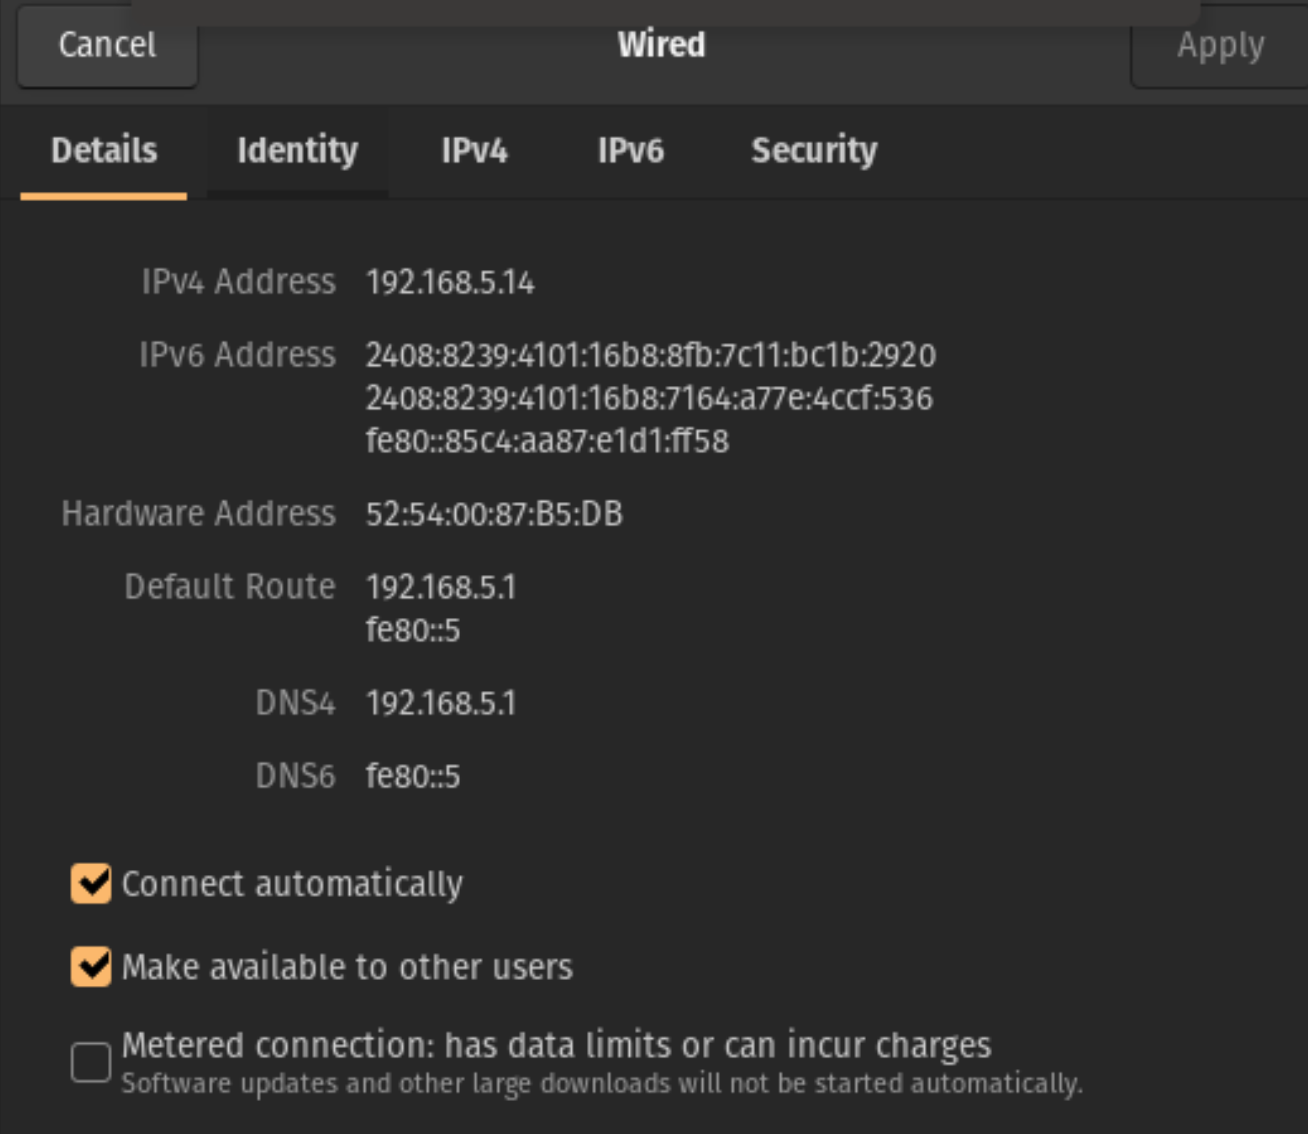 Cancel
Wired
Apply
Details
Identity
IPv4
IPv6
Security
IPv4 Address 192.168.5.14
IPv6 Address 2408:8239:4101:16b8:8fb:7c11:bc1b:2920
2408:8239:4101:16b8:7164:a77e:4ccf:536
fe80::85c4:aa87:e1d1:ff58
Hardware Address 52:54:00:87:B5:DB
Default Route 192.168.5.1
fe80::5
DNS4 192.168.5.1
DNS6 fe80::5
Connect automatically
Make available to other users
Metered connection: has data limits or can incur charges
Software updates and other large downloads will not be started automatically.